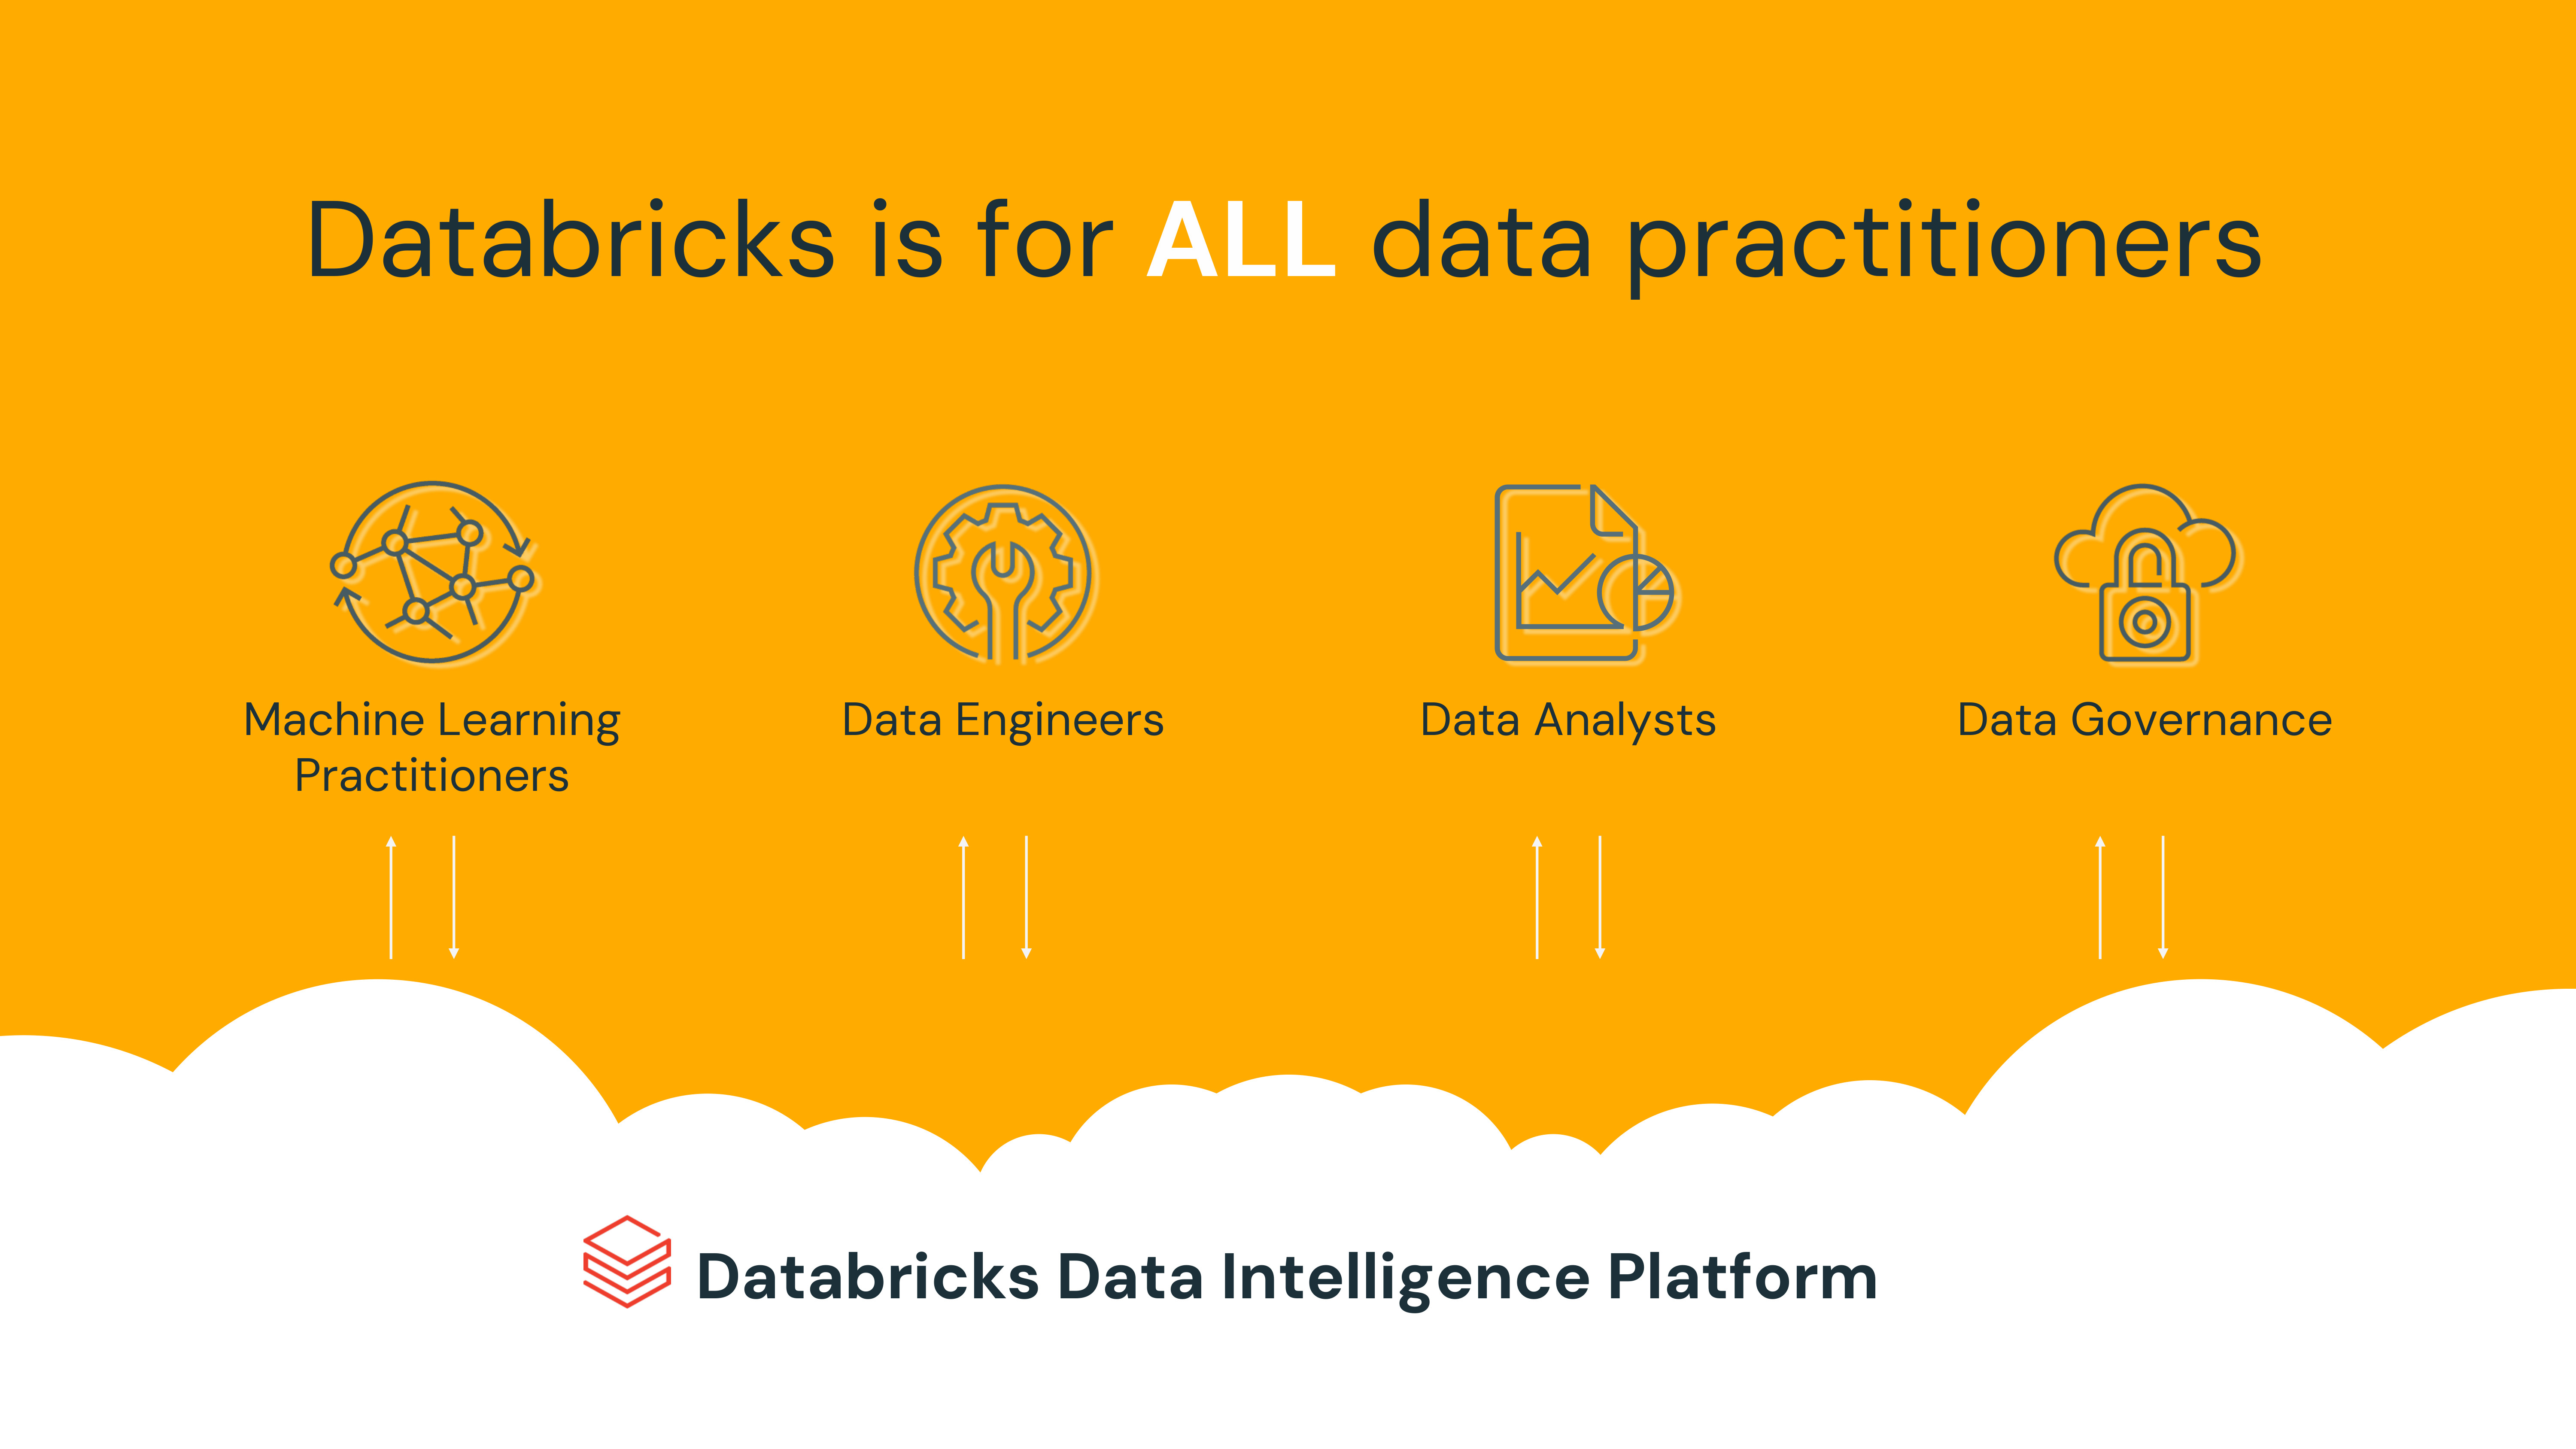 Databricks is for ALL data practitioners
Machine Learning
Practitioners
Data Engineers
Data Analysts
Data Governance
Databricks Data Intelligence Platform